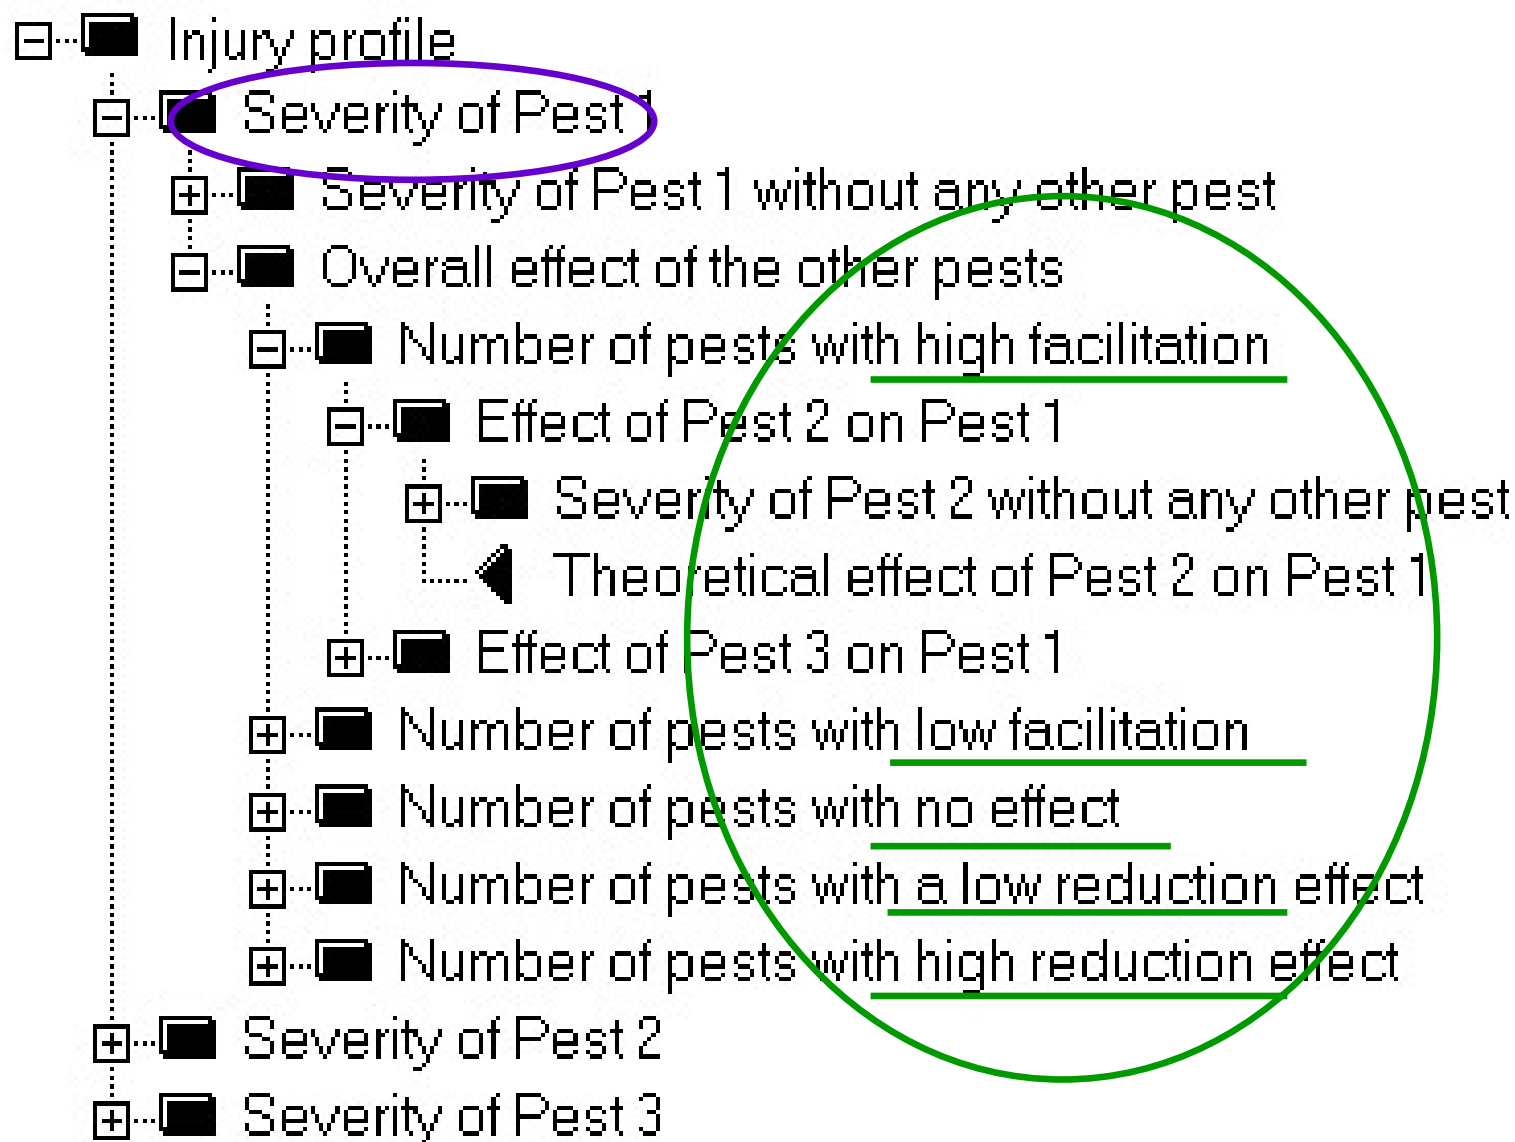 Injury profile
Severity of Pest 1
Severity of Pest 1 without any other pest
Overall effect of the other pests
Number of pests with high facilitation
Effect of Pest 2 on Pest 1
Severity of Pest 2 without any other pest
Theoretical effect of Pest 2 on Pest 1
Effect of Pest 3 on Pest 1
Number of pests with low facilitation
Number of pests with no effect
Number of pests with a low reduction effect
Number of pests with high reduction effect
Severity of Pest 2
Severity of Pest 3